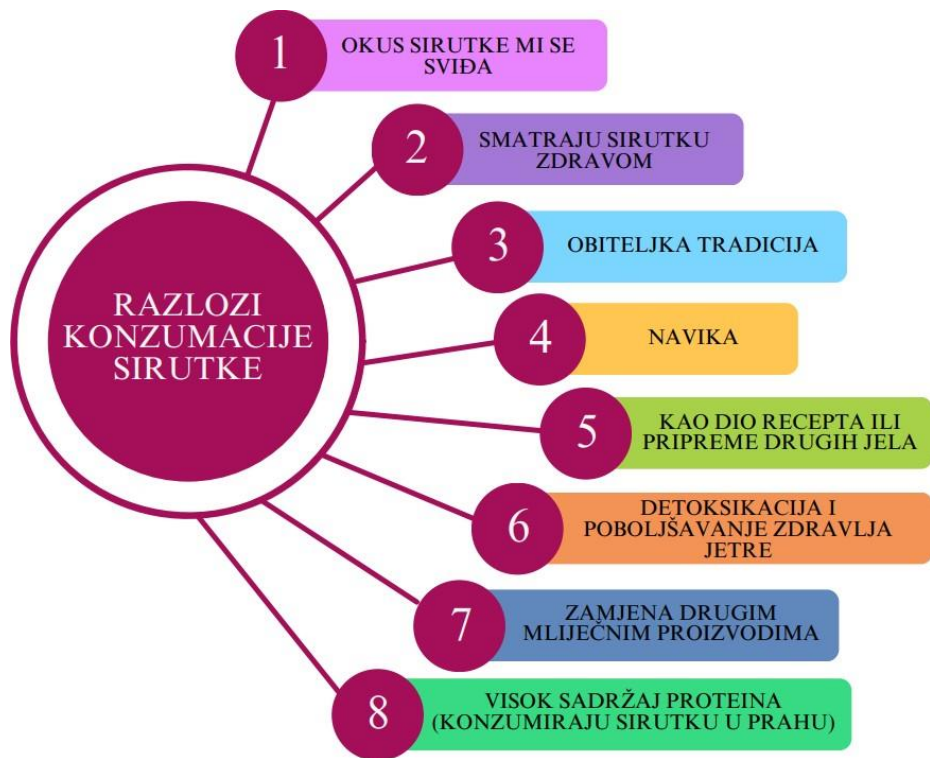 RAZLOZI
KONZUMACIJE
SIRUTKE
1
OKUS SIRUTKE MI SE
SVIĐA
2
SMATRAJU SIRUTKU
ZDRAVOM
3
OBITELJKA TRADICIJA
4
NAVIKA
5
KAO DIO RECEPTA ILI
PRIPREME DRUGIH JELA
6
DETOKSIKACIJA I
POBOLJŠAVANJE ZDRAVLJA
JETRE
7
ZAMJENA DRUGIM
MLIJEČNIM PROIZVODIMA
8
VISOK SADRŽAJ PROTEINA
(KONZUMIRAJU SIRUTKU U PRAHU)